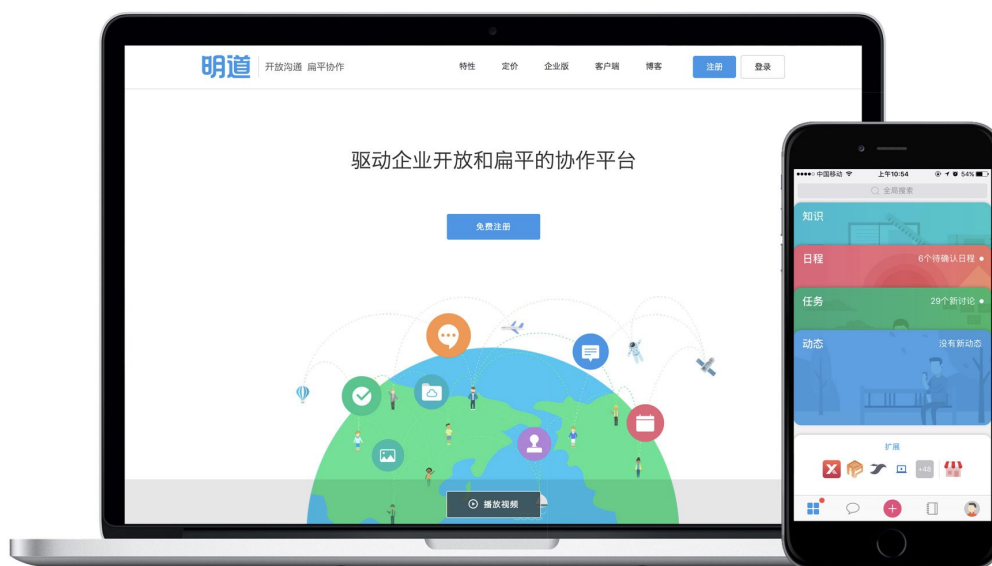 明道 开放沟通 扁平协作 特性 定价 企业版 客户端 博客 注册 登录
驱动企业开放和扁平的协作平台
免费注册
播放视频
中国移动 上午10:54 54%
全局搜索
知识
日程 6个待确认日程
任务 29个新讨论
动态 没有新动态
扩展
+48